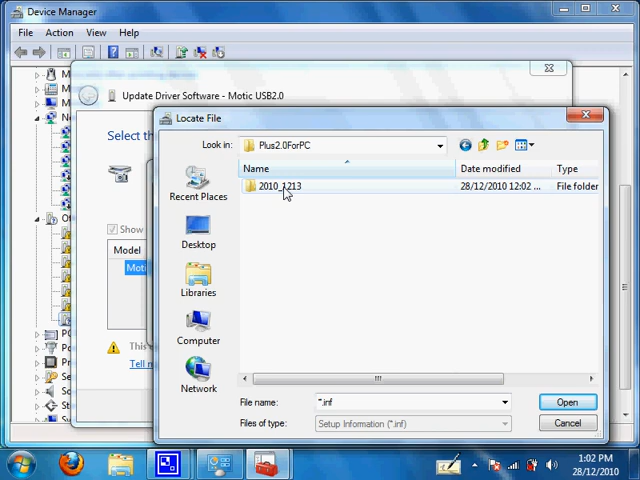 Device Manager
File Action View Help
Update Driver Software - Motic USB2.0
Select the
Show
Model
Moti
Tell n
Locate File
Look in: Plus2.0ForPC
Name Date modified Type
2010_1213 28/12/2010 12:02 ... File folder
Recent Places
Desktop
Libraries
Computer
Network
File name: *.inf Open
Files of type: Setup Information (*.inf) Cancel
1:02 PM
28/12/2010